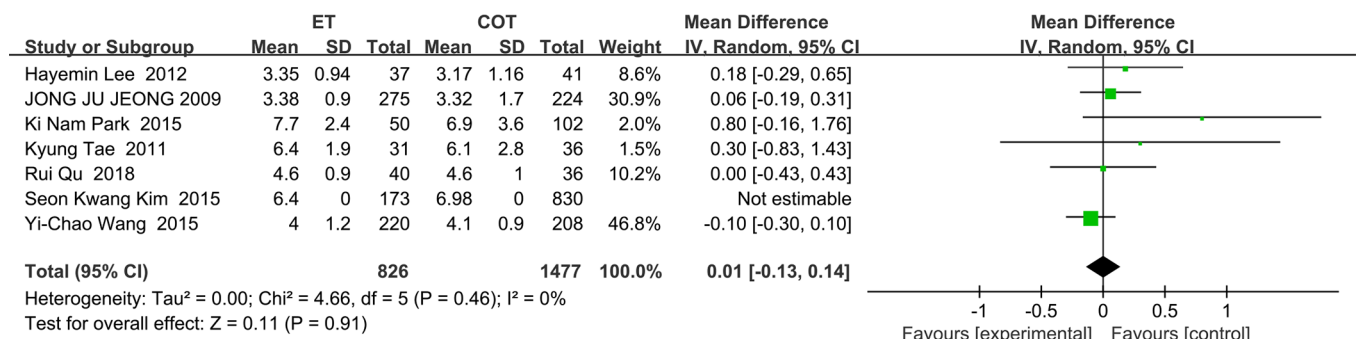 ET COT Mean Difference Mean Difference
Study or Subgroup Mean SD Total Mean SD Total Weight IV, Random, 95% CI IV, Random, 95% CI
Hayemin Lee 2012 3.35 0.94 37 3.17 1.16 41 8.6% 0.18 [-0.29, 0.65]
JONG JU JEONG 2009 3.38 0.9 275 3.32 1.7 224 30.9% 0.06 [-0.19, 0.31]
Ki Nam Park 2015 7.7 2.4 50 6.9 3.6 102 2.0% 0.80 [-0.16, 1.76]
Kyung Tae 2011 6.4 1.9 31 6.1 2.8 36 1.5% 0.30 [-0.83, 1.43]
Rui Qu 2018 4.6 0.9 40 4.6 1 36 10.2% 0.00 [-0.43, 0.43]
Seon Kwang Kim 2015 6.4 0 173 6.98 0 830 Not estimable
Yi-Chao Wang 2015 4 1.2 220 4.1 0.9 208 46.8% -0.10 [-0.30, 0.10]
Total (95% CI) 826 1477 100.0% 0.01 [-0.13, 0.14]
Heterogeneity: Tau² = 0.00; Chi² = 4.66, df = 5 (P = 0.46); I² = 0%
Test for overall effect: Z = 0.11 (P = 0.91)
-1 -0.5 0 0.5 1
Favours [experimental] Favours [control]